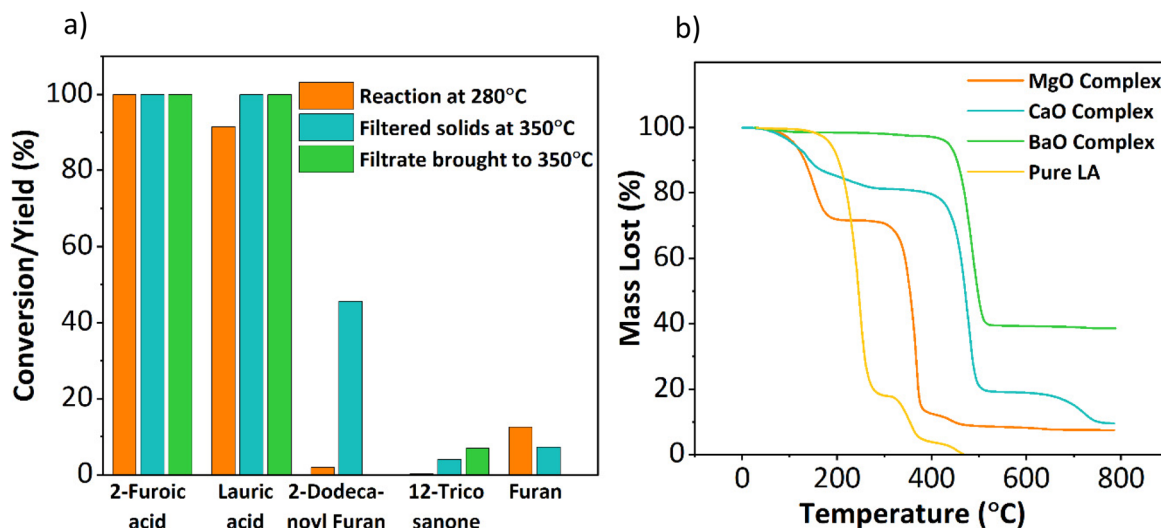 a)
Conversion/Yield (%)
100
80
60
40
20
0
Reaction at 280°C
Filtered solids at 350°C
Filtrate brought to 350°C
2-Furoic
acid
Lauric
acid
2-Dodeca-
noyl Furan
12-Trico
sanone
Furan
b)
Mass Lost (%)
100
80
60
40
20
0
MgO Complex
CaO Complex
BaO Complex
Pure LA
0 200 400 600 800
Temperature (°C)